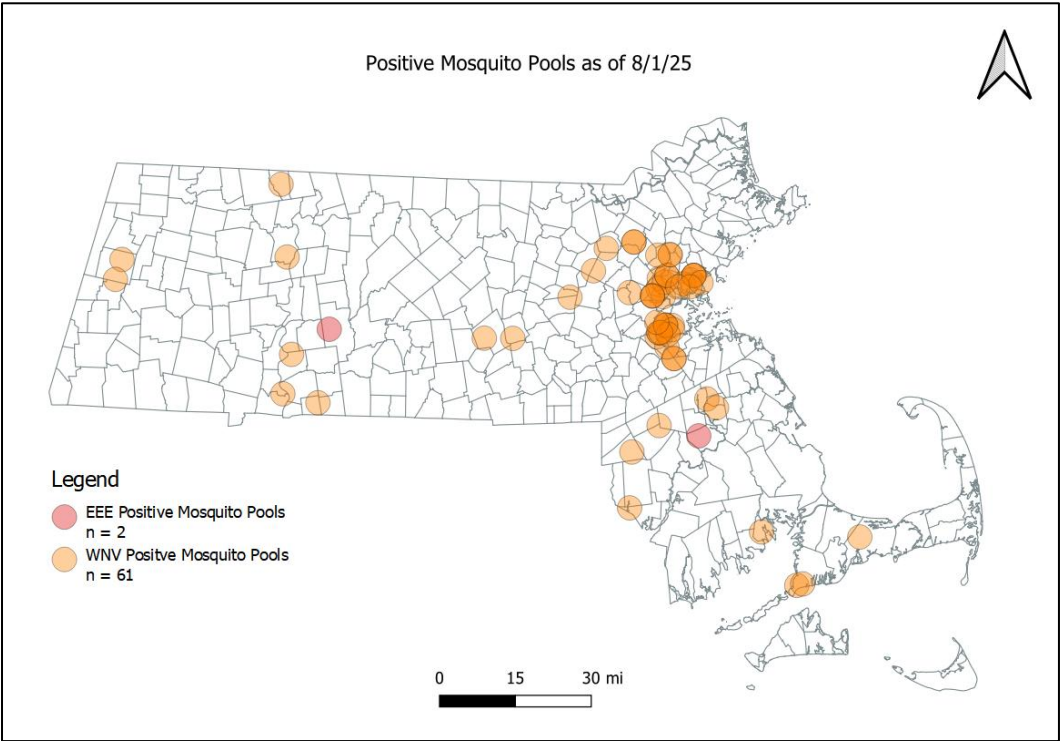 Positive Mosquito Pools as of 8/1/25
Legend
EEE Positive Mosquito Pools
n = 2
WNV Positve Mosquito Pools
n = 61
0 15 30 mi